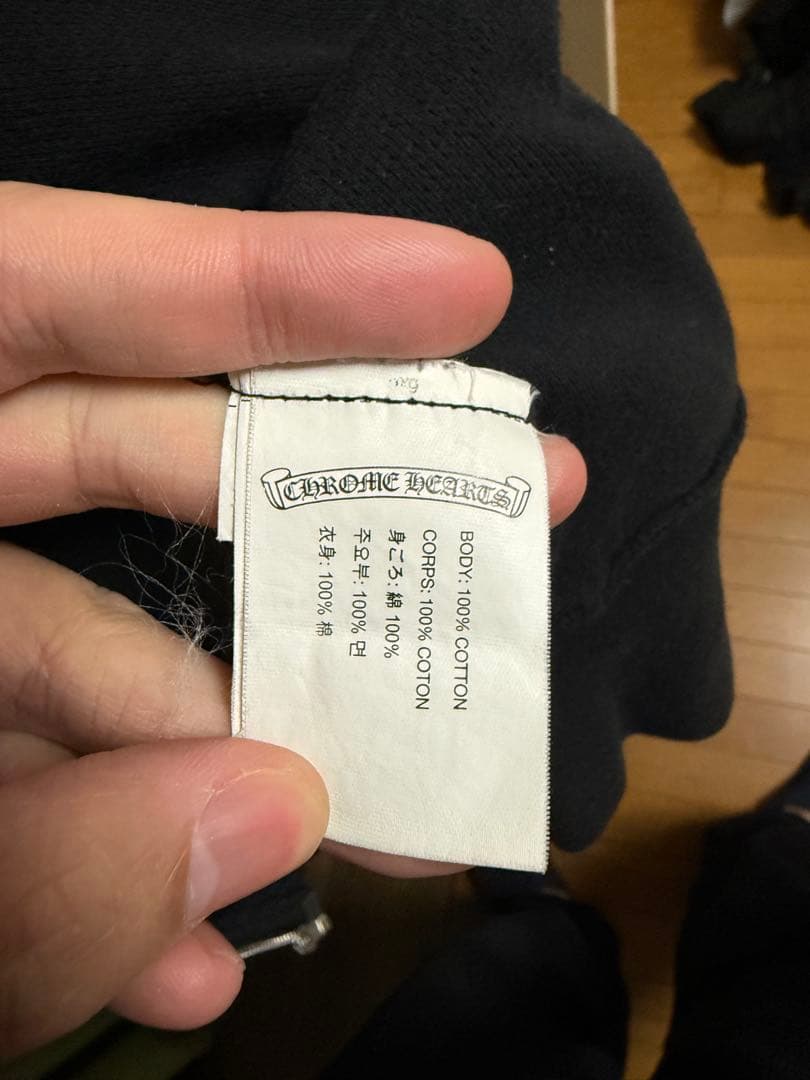 CHROME HEARTS
BODY: 100% COTTON
CORPS: 100% COTON
身ごろ: 綿 100%
주요부: 100% 면
衣身: 100% 棉